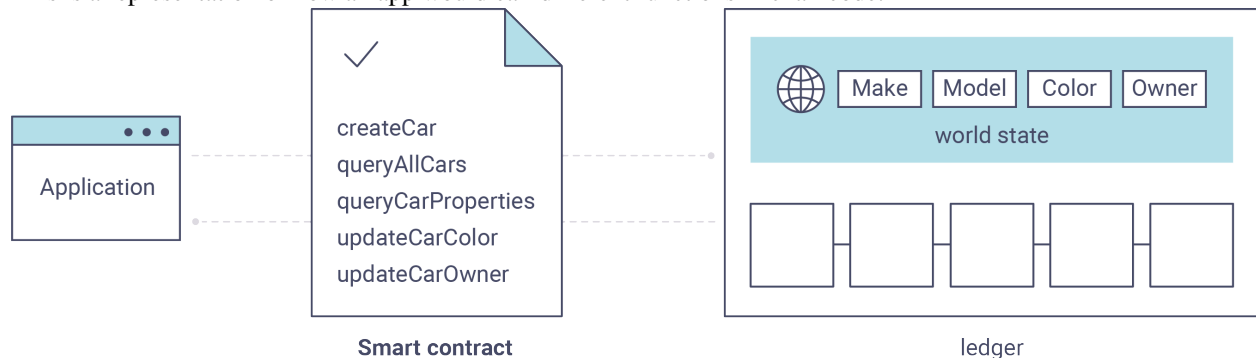 Application
createCar
queryAllCars
queryCarProperties
updateCarColor
updateCarOwner
Smart contract
Make Model Color Owner
world state
ledger